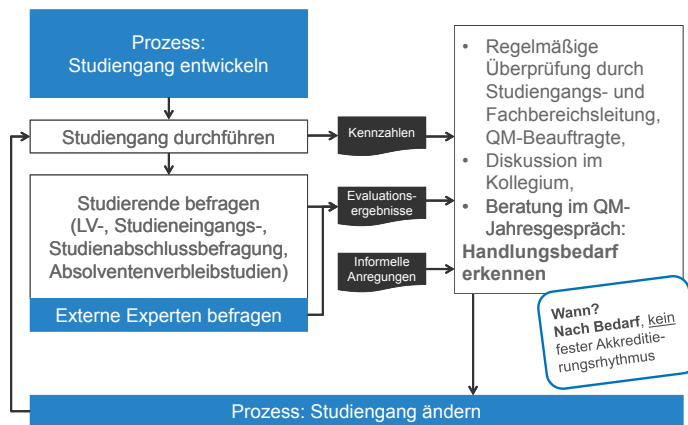 Prozess:
Studiengang entwickeln
Studiengang durchführen
Studierende befragen
(LV-, Studieneingangs-,
Studienabschlussbefragung,
Absolventenverbleibstudien)
Externe Experten befragen
Kennzahlen
Evaluations-
ergebnisse
Informelle
Anregungen
• Regelmäßige
Überprüfung durch
Studiengangs- und
Fachbereichsleitung,
QM-Beauftragte,
• Diskussion im
Kollegium,
• Beratung im QM-
Jahresgespräch:
Handlungsbedarf
erkennen
Wann?
Nach Bedarf, kein
fester Akkreditie-
rungsrhythmus
Prozess: Studiengang ändern